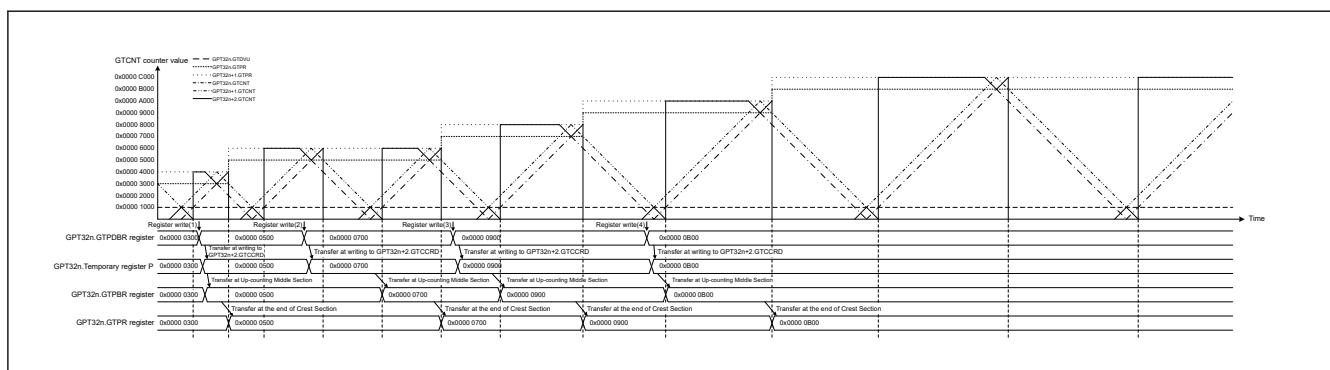 GTCNT counter value
GPT32n.GTDVU
GPT32n.GTPR
GPT32n+1.GTPR
GPT32n.GTCNT
GPT32n+1.GTCNT
GPT32n+2.GTCNT
0x0000 C000
0x0000 B000
0x0000 A000
0x0000 9000
0x0000 8000
0x0000 7000
0x0000 6000
0x0000 5000
0x0000 4000
0x0000 3000
0x0000 2000
0x0000 1000
Time
Register write(1) Register write(2) Register write(3) Register write(4)
GPT32n.GTPDBR register 0x0000 0300 0x0000 0500 0x0000 0700 0x0000 0900 0x0000 0B00
Transfer at writing to
GPT32n+2.GTCCRD
Transfer at writing to GPT32n+2.GTCCRD Transfer at writing to GPT32n+2.GTCCRD Transfer at writing to GPT32n+2.GTCCRD
GPT32n.Temporary register P 0x0000 0300 0x0000 0500 0x0000 0700 0x0000 0900 0x0000 0B00
Transfer at Up-counting Middle Section Transfer at Up-counting Middle Section Transfer at Up-counting Middle Section Transfer at Up-counting Middle Section
GPT32n.GTPBR register 0x0000 0300 0x0000 0500 0x0000 0700 0x0000 0900 0x0000 0B00
Transfer at the end of Crest Section Transfer at the end of Crest Section Transfer at the end of Crest Section Transfer at the end of Crest Section
GPT32n.GTPR register 0x0000 0300 0x0000 0500 0x0000 0700 0x0000 0900 0x0000 0B00